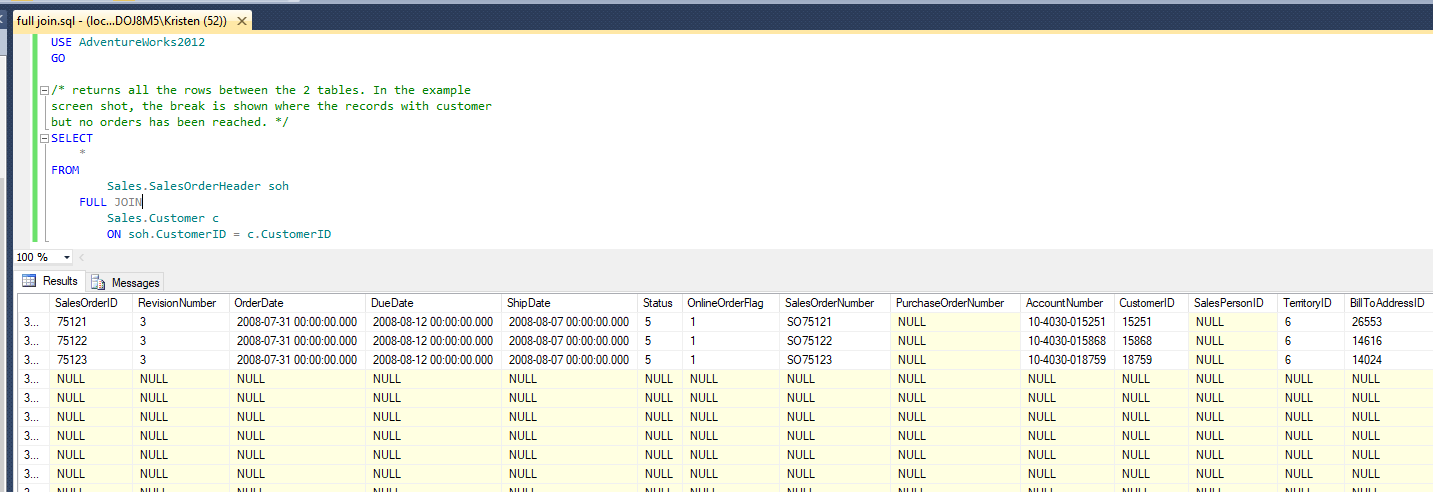 full join.sql - (loc...DOJ8M5\Kristen (52))
USE AdventureWorks2012
GO
/* returns all the rows between the 2 tables. In the example
screen shot, the break is shown where the records with customer
but no orders has been reached. */
SELECT
*
FROM
Sales.SalesOrderHeader soh
FULL JOIN
Sales.Customer c
ON soh.CustomerID = c.CustomerID
100 %
Results Messages
SalesOrderID RevisionNumber OrderDate DueDate ShipDate Status OnlineOrderFlag SalesOrderNumber PurchaseOrderNumber AccountNumber CustomerID SalesPersonID TerritoryID BillToAddressID
3... 75121 3 2008-07-31 00:00:00.000 2008-08-12 00:00:00.000 2008-08-07 00:00:00.000 5 1 SO75121 NULL 10-4030-015251 15251 NULL 6 26553
3... 75122 3 2008-07-31 00:00:00.000 2008-08-12 00:00:00.000 2008-08-07 00:00:00.000 5 1 SO75122 NULL 10-4030-015868 15868 NULL 6 14616
3... 75123 3 2008-07-31 00:00:00.000 2008-08-12 00:00:00.000 2008-08-07 00:00:00.000 5 1 SO75123 NULL 10-4030-018759 18759 NULL 6 14024
3... NULL NULL NULL NULL NULL NULL NULL NULL NULL NULL NULL NULL NULL NULL
3... NULL NULL NULL NULL NULL NULL NULL NULL NULL NULL NULL NULL NULL NULL
3... NULL NULL NULL NULL NULL NULL NULL NULL NULL NULL NULL NULL NULL NULL
3... NULL NULL NULL NULL NULL NULL NULL NULL NULL NULL NULL NULL NULL NULL
3... NULL NULL NULL NULL NULL NULL NULL NULL NULL NULL NULL NULL NULL NULL
3... NULL NULL NULL NULL NULL NULL NULL NULL NULL NULL NULL NULL NULL NULL